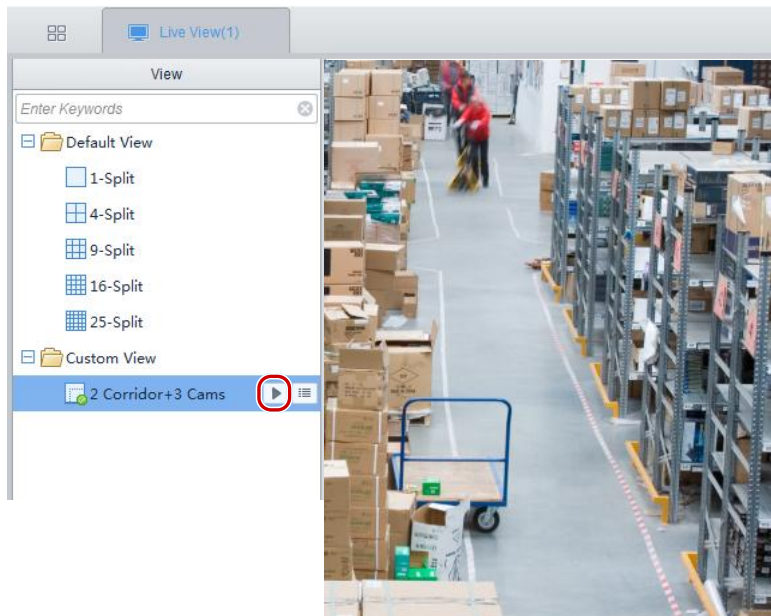 Live View(1)
View
Enter Keywords
Default View
1-Split
4-Split
9-Split
16-Split
25-Split
Custom View
2 Corridor+3 Cams